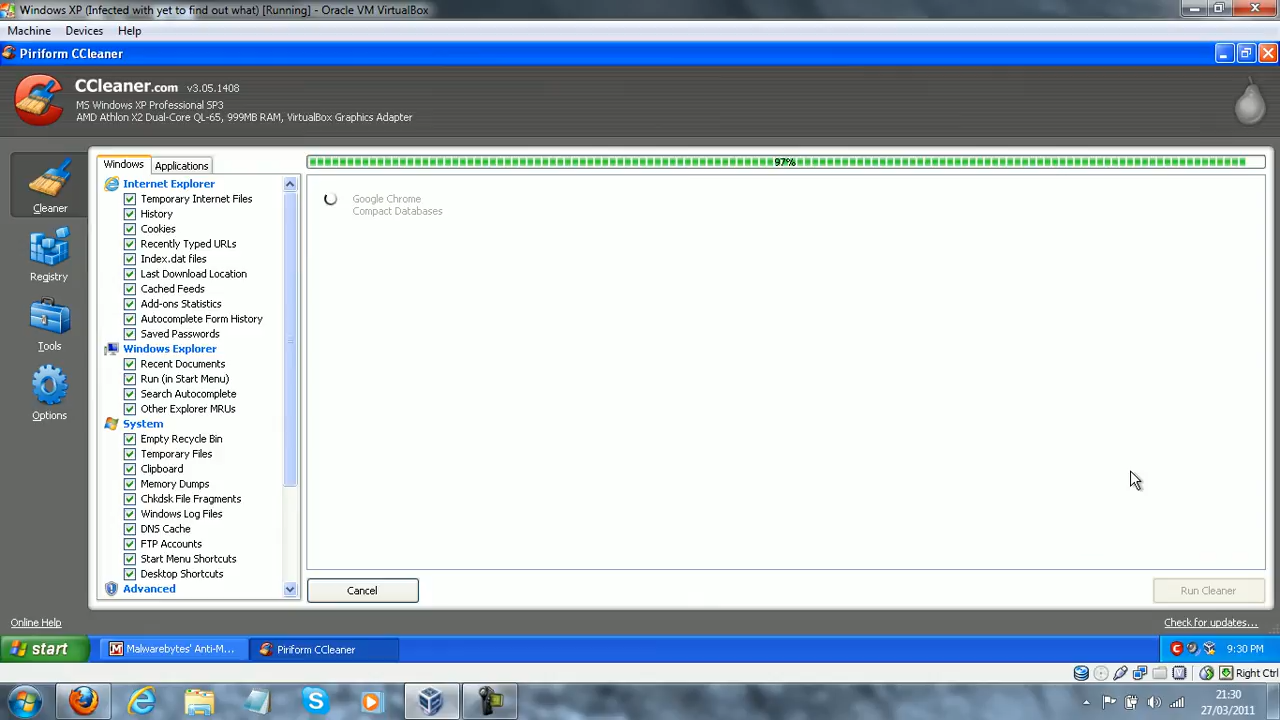 Windows XP (Infected with yet to find out what) [Running] - Oracle VM VirtualBox
Machine Devices Help
Piriform CCleaner
CCleaner.com v3.05.1408
MS Windows XP Professional SP3
AMD Athlon X2 Dual-Core QL-65, 999MB RAM, VirtualBox Graphics Adapter
Cleaner
Registry
Tools
Options
Windows Applications
Internet Explorer
Temporary Internet Files
History
Cookies
Recently Typed URLs
Index.dat files
Last Download Location
Cached Feeds
Add-ons Statistics
Autocomplete Form History
Saved Passwords
Windows Explorer
Recent Documents
Run (in Start Menu)
Search Autocomplete
Other Explorer MRUs
System
Empty Recycle Bin
Temporary Files
Clipboard
Memory Dumps
Chkdsk File Fragments
Windows Log Files
DNS Cache
FTP Accounts
Start Menu Shortcuts
Desktop Shortcuts
Advanced
97%
Google Chrome
Compact Databases
Cancel
Run Cleaner
Online Help
Check for updates...
start
Malwarebytes' Anti-M...
Piriform CCleaner
9:30 PM
Right Ctrl
21:30
27/03/2011